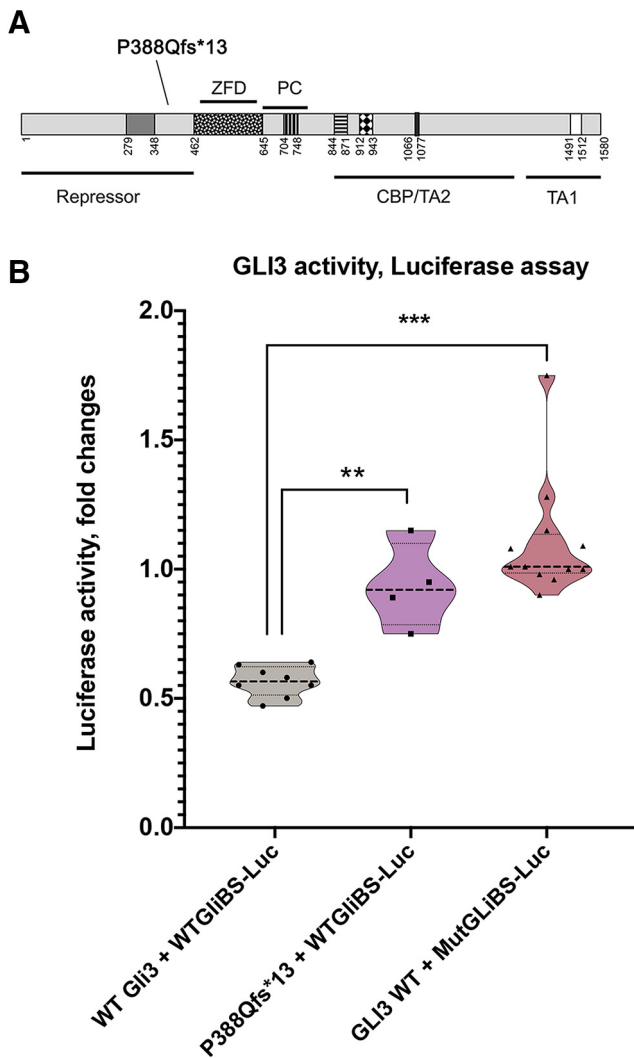 A
P388Qfs*13
ZFD PC
1 279 348 462 645 704 748 844 871 912 943 1066 1077 1491 1512 1580
Repressor CBP/TA2 TA1
B
GLI3 activity, Luciferase assay
Luciferase activity, fold changes
2.0
1.5
1.0
0.5
0.0
***
**
WT Gli3 + WTGliBS-Luc
P388Qfs*13 + WTGliBS-Luc
GLI3 WT + MutGLiBS-Luc